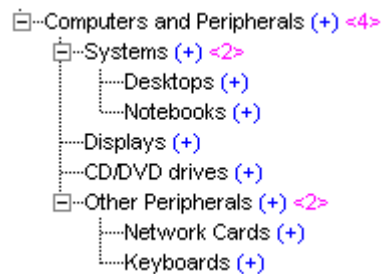 Computers and Peripherals (+) <4>
Systems (+) <2>
Desktops (+)
Notebooks (+)
Displays (+)
CD/DVD drives (+)
Other Peripherals (+) <2>
Network Cards (+)
Keyboards (+)